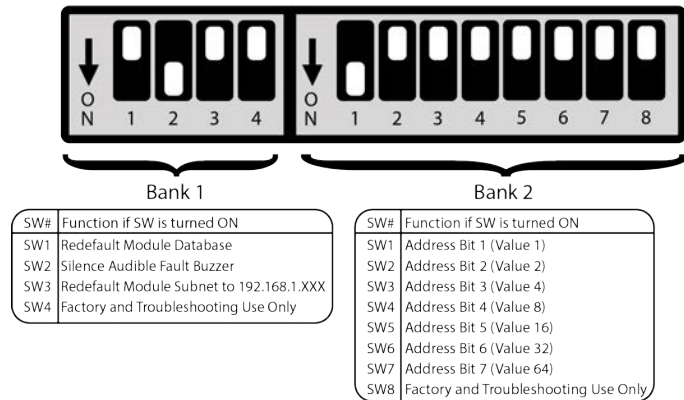 ON 1 2 3 4 ON 1 2 3 4 5 6 7 8
Bank 1
SW# Function if SW is turned ON
SW1 Redefault Module Database
SW2 Silence Audible Fault Buzzer
SW3 Redefault Module Subnet to 192.168.1.XXX
SW4 Factory and Troubleshooting Use Only
Bank 2
SW# Function if SW is turned ON
SW1 Address Bit 1 (Value 1)
SW2 Address Bit 2 (Value 2)
SW3 Address Bit 3 (Value 4)
SW4 Address Bit 4 (Value 8)
SW5 Address Bit 5 (Value 16)
SW6 Address Bit 6 (Value 32)
SW7 Address Bit 7 (Value 64)
SW8 Factory and Troubleshooting Use Only